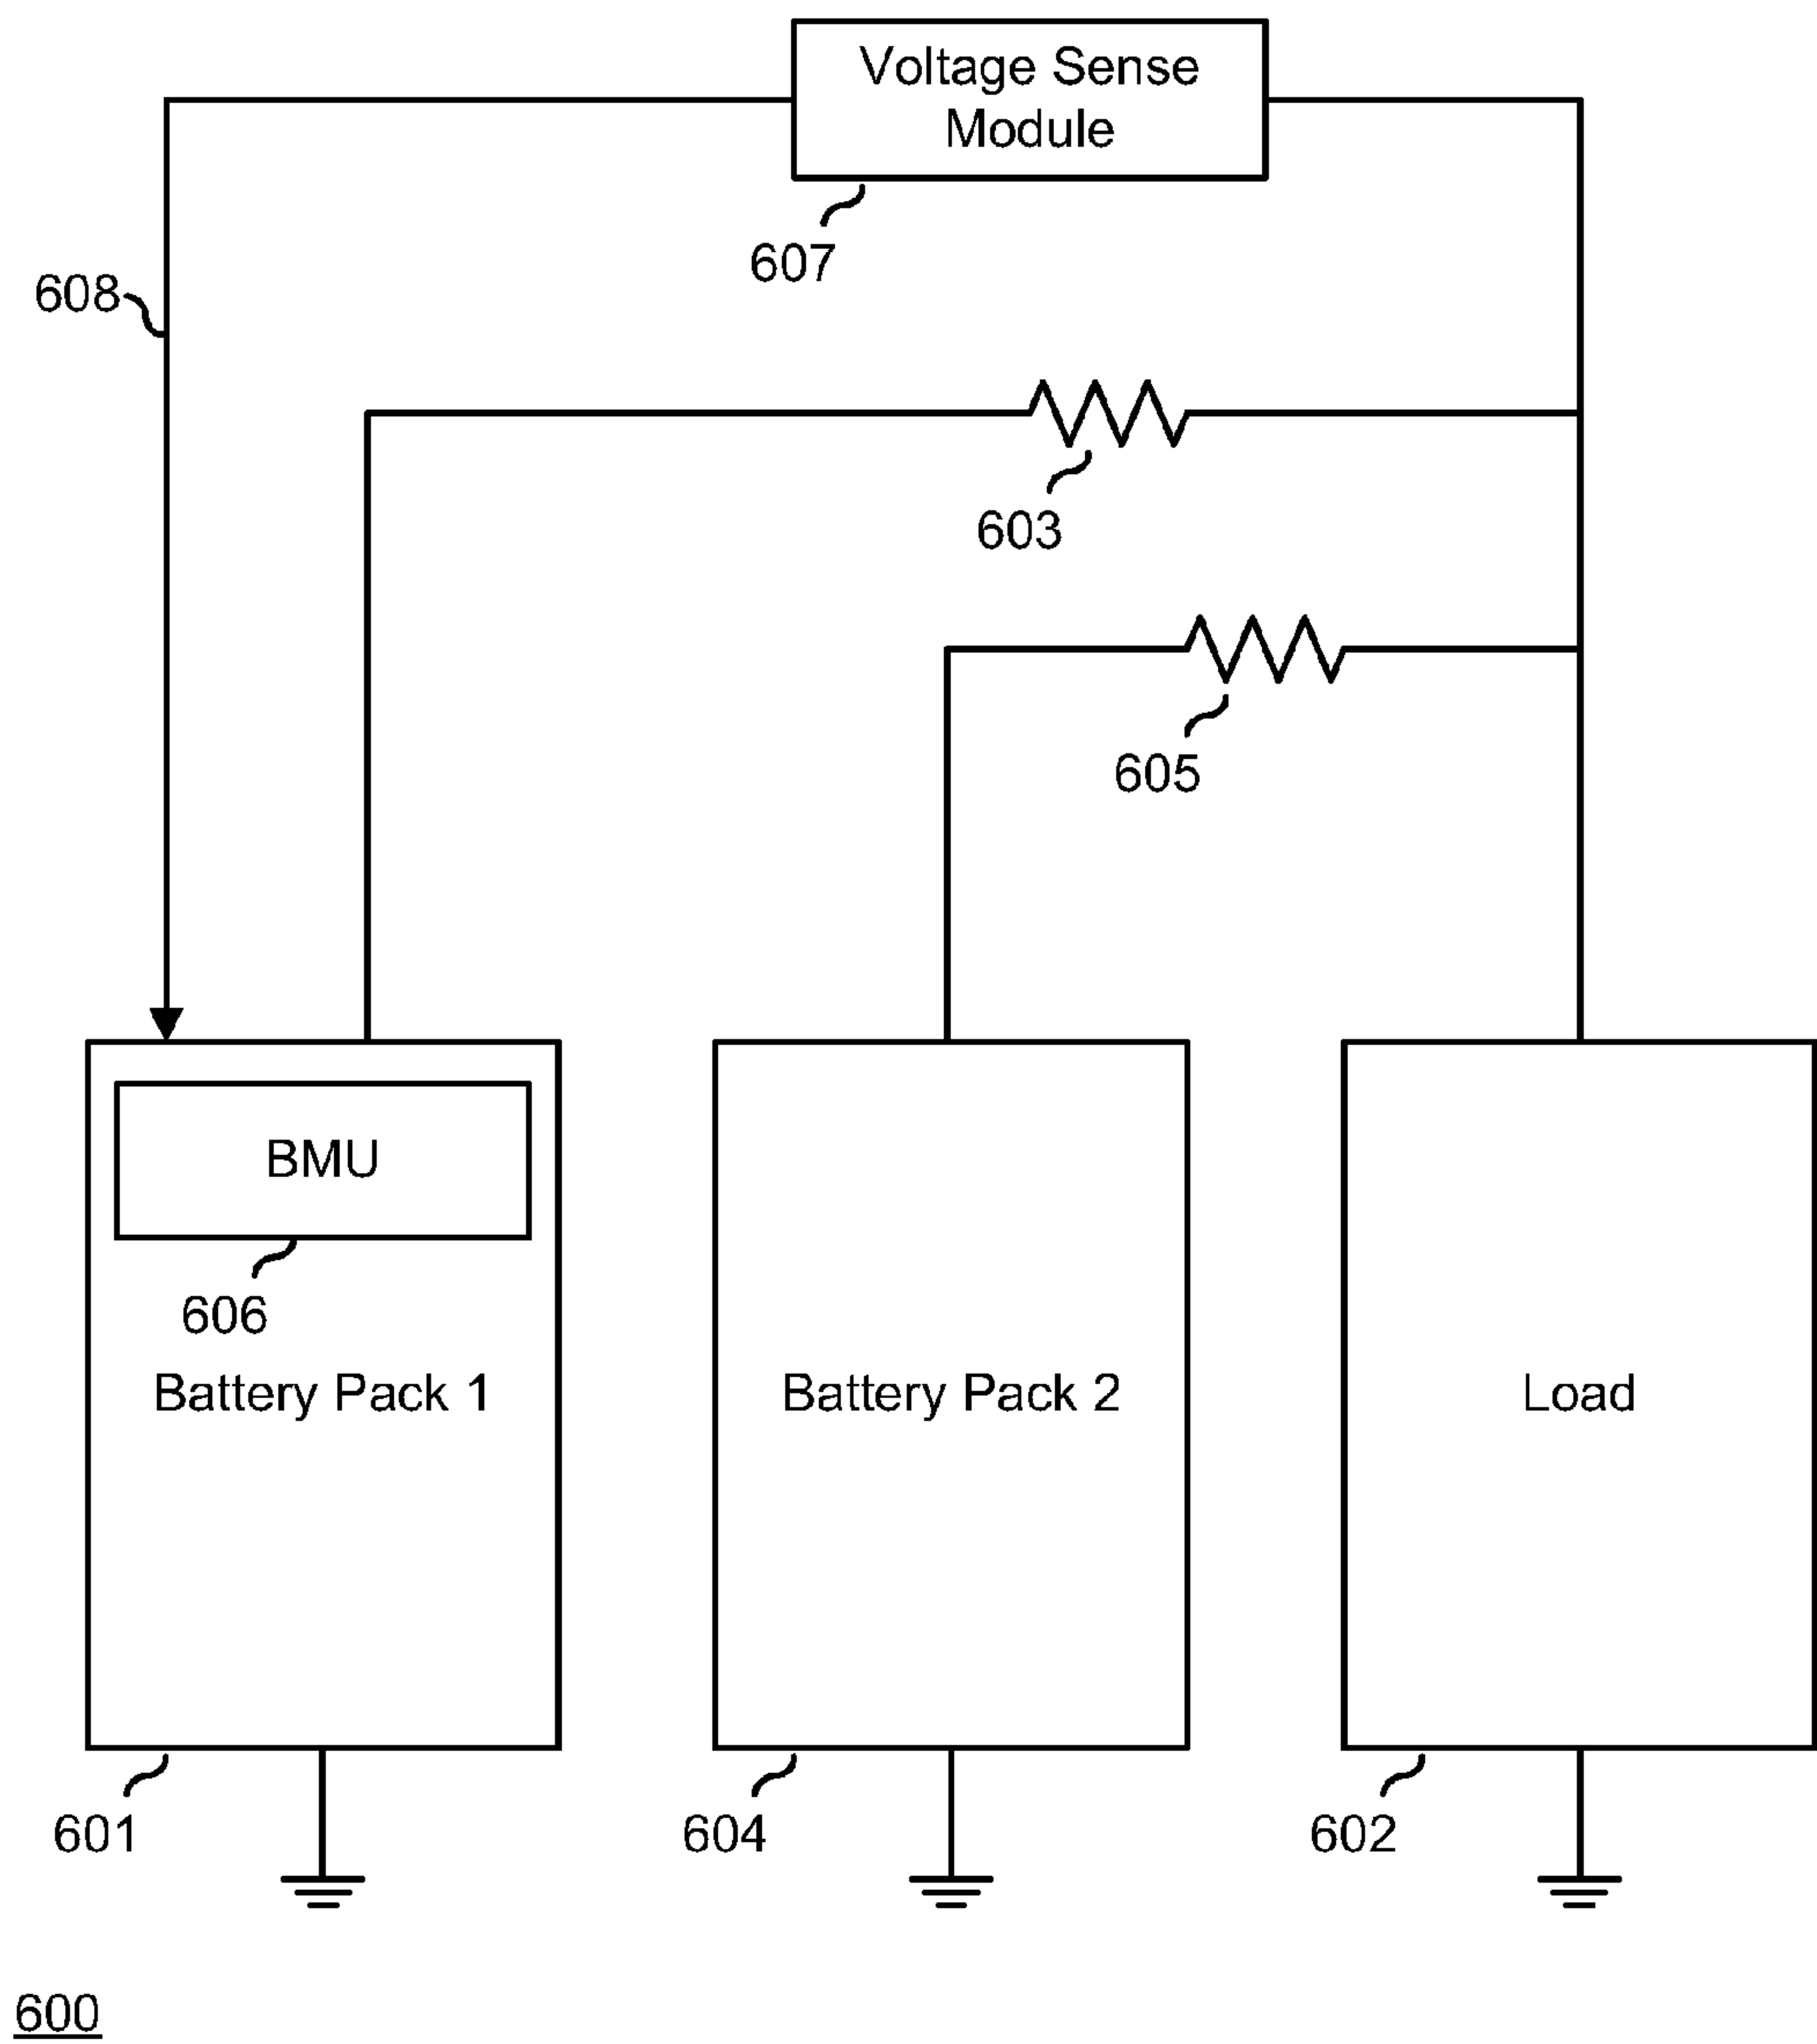 Voltage Sense
Module
607
608
603
605
BMU
606
Battery Pack 1
Battery Pack 2
Load
601
604
602
600